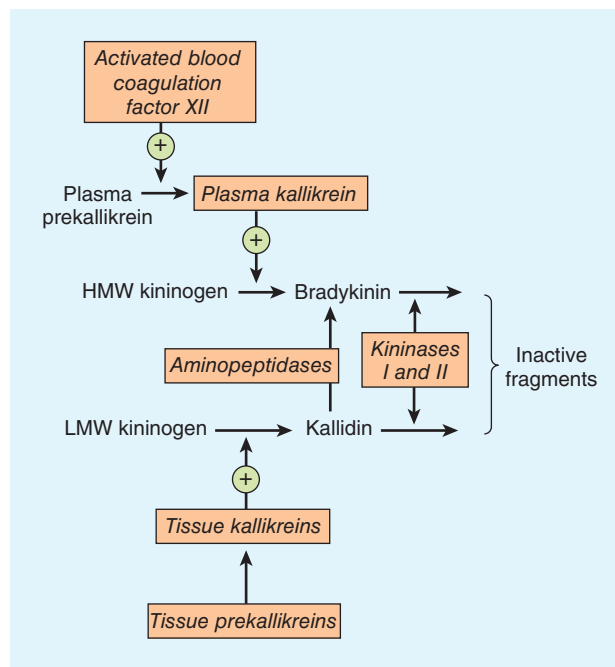 Activated blood
coagulation
factor XII
+
Plasma
prekallikrein
Plasma kallikrein
+
HMW kininogen
Bradykinin
Aminopeptidases
Kininases
I and II
Inactive
fragments
LMW kininogen
Kallidin
+
Tissue kallikreins
Tissue prekallikreins